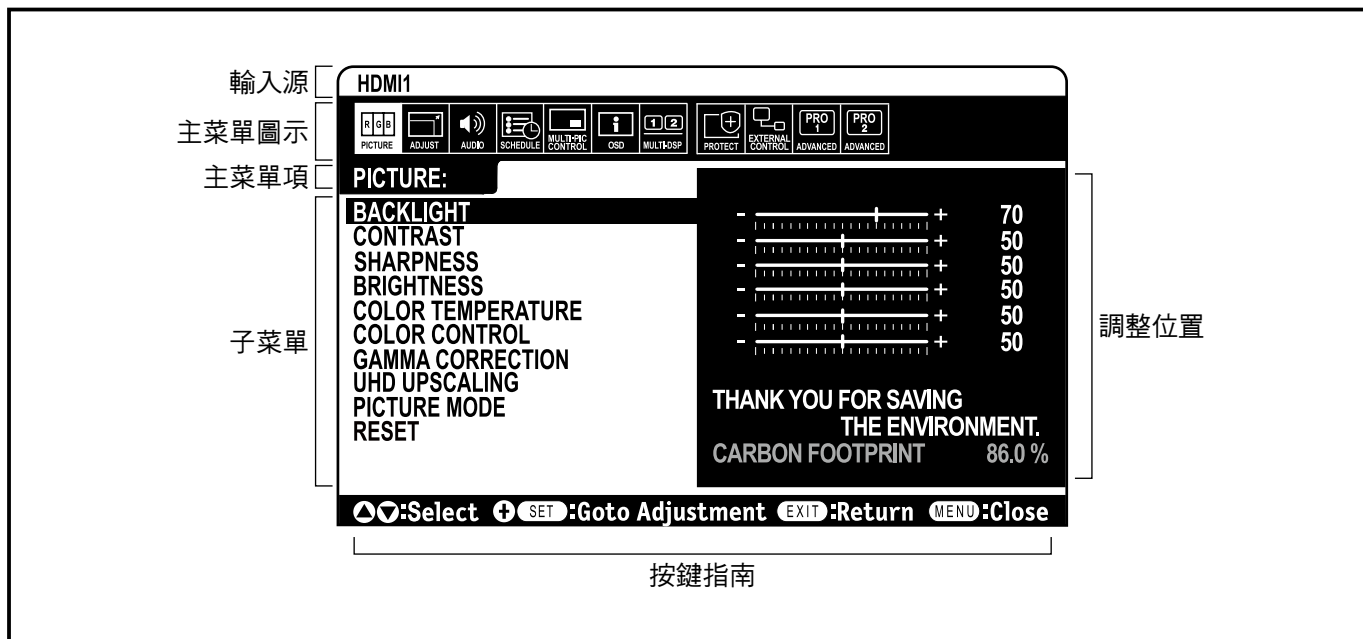 輸入源
HDMI1
主菜單圖示
RGB
PICTURE
ADJUST
AUDIO
SCHEDULE
MULTI-PIC
CONTROL
OSD
1 2
MULTI-DSP
PROTECT
EXTERNAL
CONTROL
PRO
1
ADVANCED
PRO
2
ADVANCED
主菜單項
PICTURE:
子菜單
BACKLIGHT - + 70
CONTRAST - + 50
SHARPNESS - + 50
BRIGHTNESS - + 50
COLOR TEMPERATURE - + 50
COLOR CONTROL - + 50
GAMMA CORRECTION
UHD UPSCALING
PICTURE MODE
RESET
THANK YOU FOR SAVING
THE ENVIRONMENT.
CARBON FOOTPRINT 86.0 %
調整位置
:Select + SET :Goto Adjustment EXIT :Return MENU :Close
按鍵指南